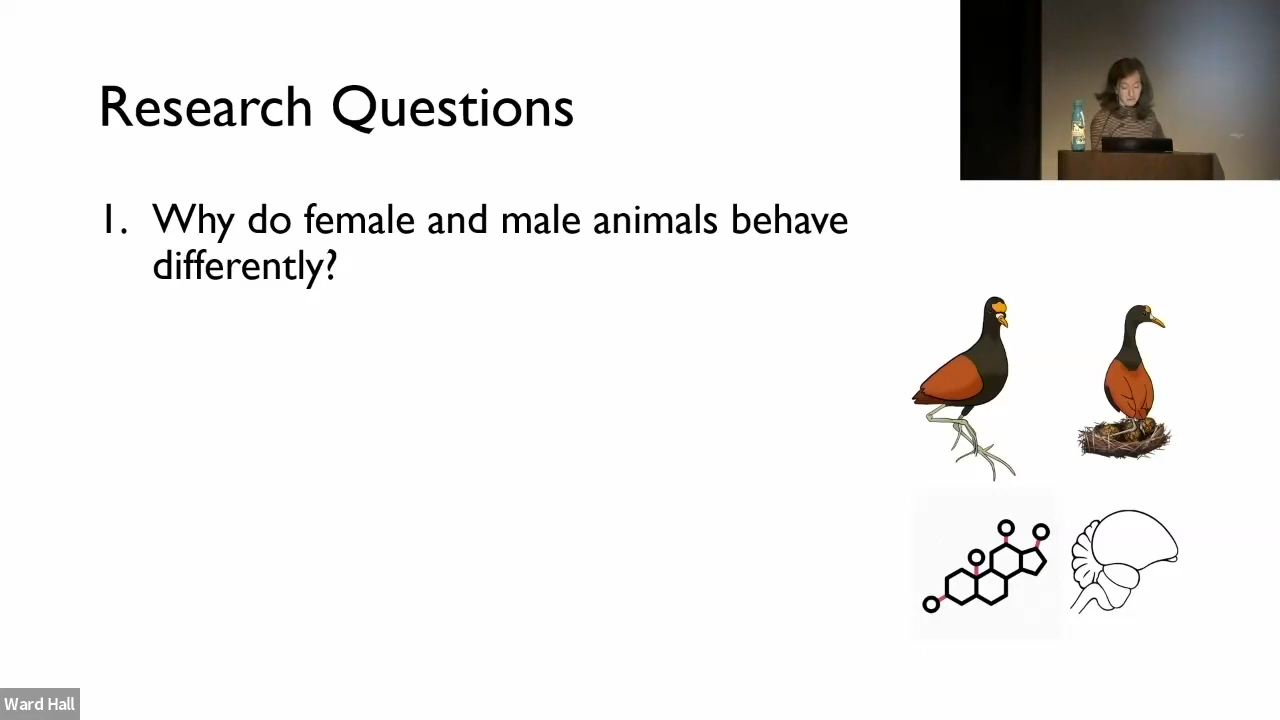 Research Questions
1. Why do female and male animals behave
differently?
Ward Hall